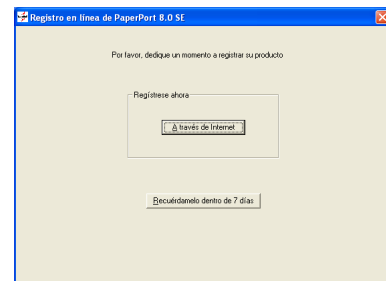 Registro en línea de PaperPort 8.0 SE
Por favor, dedique un momento a registrar su producto
Regístrese ahora
A través de Internet
Recuérdamelo dentro de 7 días